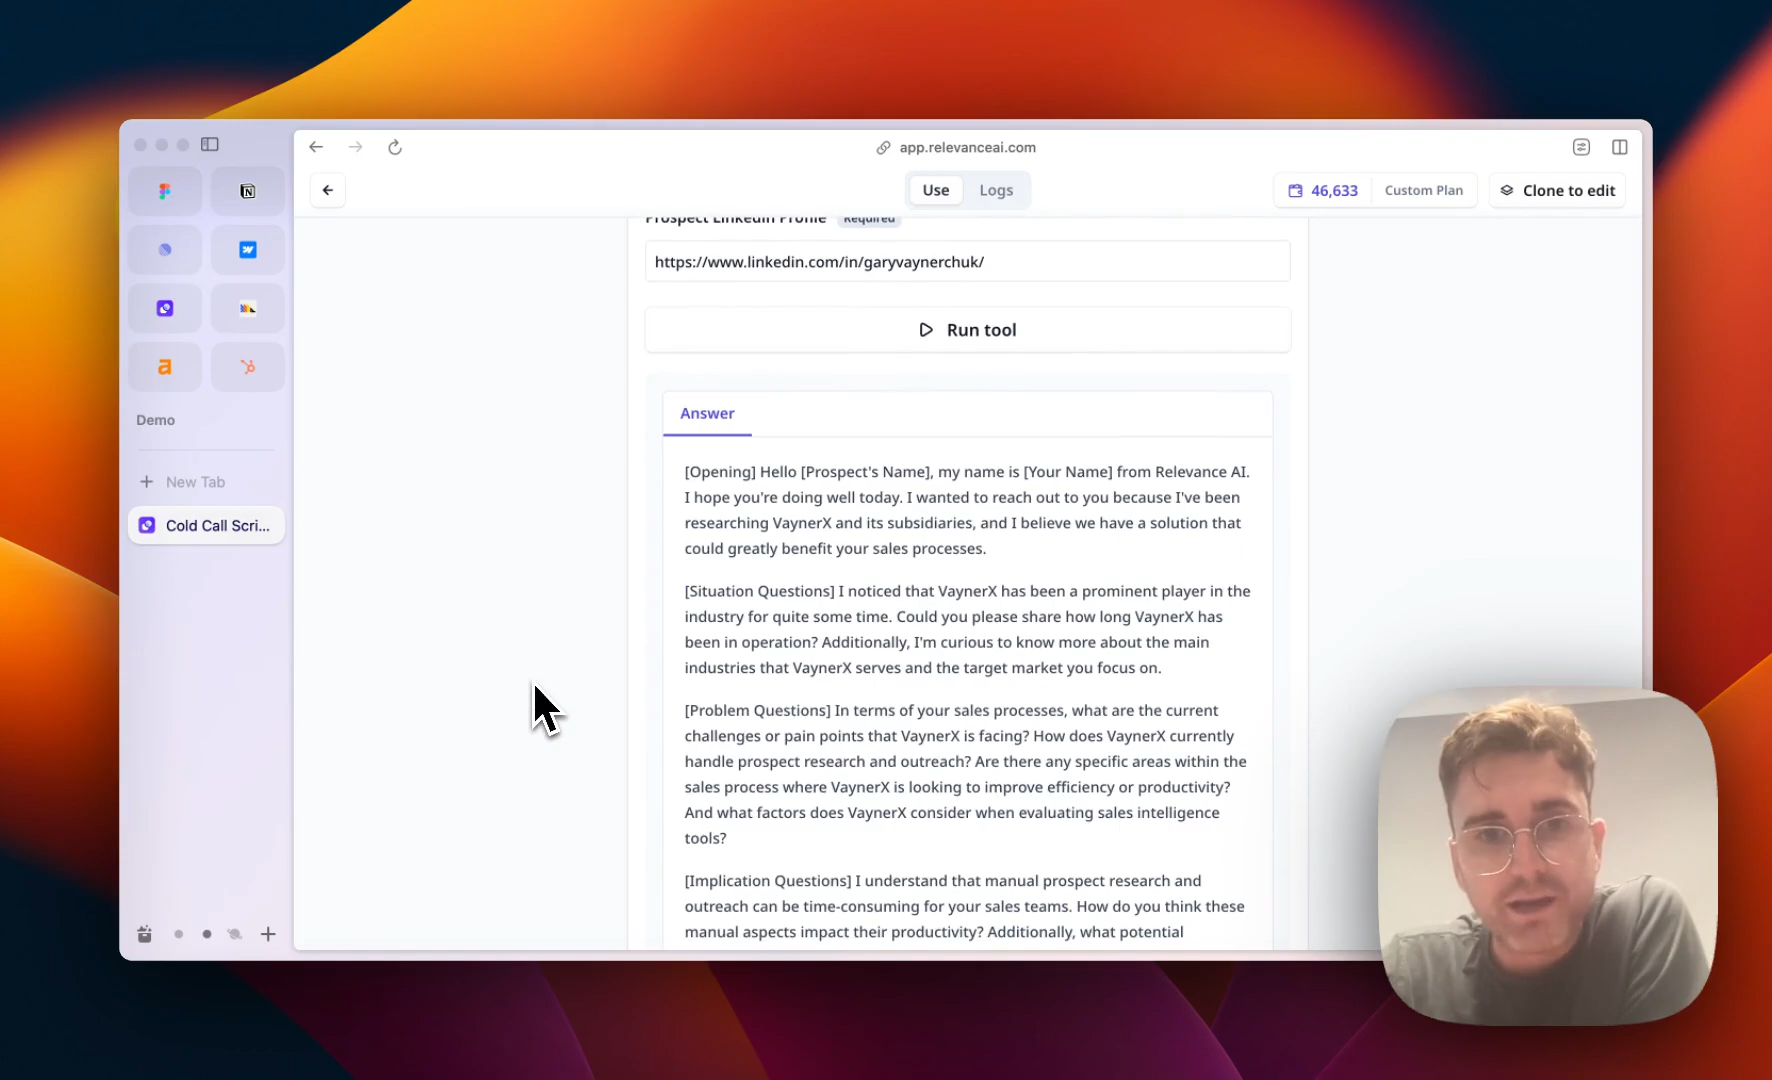 app.relevanceai.com
Use
Logs
46,633
Custom Plan
Clone to edit
Demo
New Tab
Cold Call Scri...
Prospect LinkedIn Profile
Required
https://www.linkedin.com/in/garyvaynerchuk/
Run tool
Answer
[Opening] Hello [Prospect's Name], my name is [Your Name] from Relevance AI.
I hope you're doing well today. I wanted to reach out to you because I've been
researching VaynerX and its subsidiaries, and I believe we have a solution that
could greatly benefit your sales processes.
[Situation Questions] I noticed that VaynerX has been a prominent player in the
industry for quite some time. Could you please share how long VaynerX has
been in operation? Additionally, I'm curious to know more about the main
industries that VaynerX serves and the target market you focus on.
[Problem Questions] In terms of your sales processes, what are the current
challenges or pain points that VaynerX is facing? How does VaynerX currently
handle prospect research and outreach? Are there any specific areas within the
sales process where VaynerX is looking to improve efficiency or productivity?
And what factors does VaynerX consider when evaluating sales intelligence
tools?
[Implication Questions] I understand that manual prospect research and
outreach can be time-consuming for your sales teams. How do you think these
manual aspects impact their productivity? Additionally, what potential